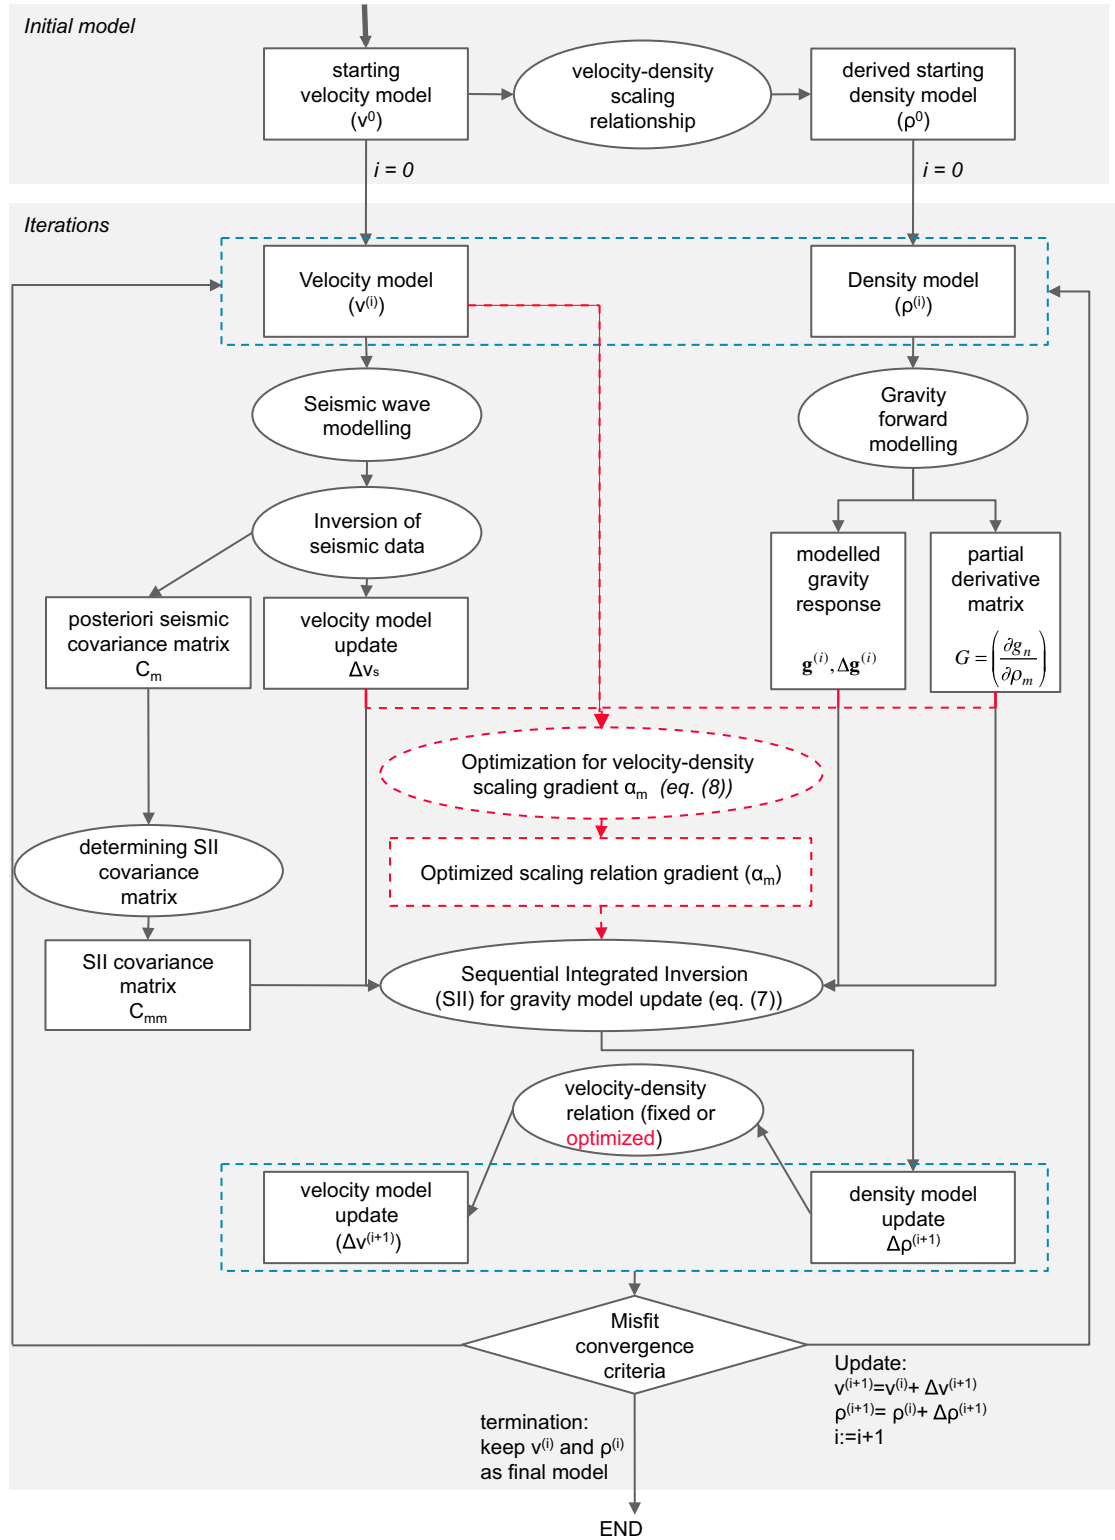 Initial model
starting
velocity model
(v⁰)
velocity-density
scaling
relationship
derived starting
density model
(ρ⁰)
i = 0
i = 0
Iterations
Velocity model
(v⁽ⁱ⁾)
Density model
(ρ⁽ⁱ⁾)
Seismic wave
modelling
Gravity
forward
modelling
Inversion of
seismic data
modelled
gravity
response
g⁽ⁱ⁾, Δg⁽ⁱ⁾
partial
derivative
matrix
G = (∂gₙ/∂ρₘ)
posteriori seismic
covariance matrix
Cₘ
velocity model
update
Δvₛ
Optimization for velocity-density
scaling gradient αₘ (eq. (8))
determining SII
covariance
matrix
Optimized scaling relation gradient (αₘ)
SII covariance
matrix
Cₘₘ
Sequential Integrated Inversion
(SII) for gravity model update (eq. (7))
velocity-density
relation (fixed or
optimized)
velocity model
update
(Δv⁽ⁱ⁺¹⁾)
density model
update
Δρ⁽ⁱ⁺¹⁾
Misfit
convergence
criteria
Update:
v⁽ⁱ⁺¹⁾=v⁽ⁱ⁾+ Δv⁽ⁱ⁺¹⁾
ρ⁽ⁱ⁺¹⁾= ρ⁽ⁱ⁾+ Δρ⁽ⁱ⁺¹⁾
i:=i+1
termination:
keep v⁽ⁱ⁾ and ρ⁽ⁱ⁾
as final model
END